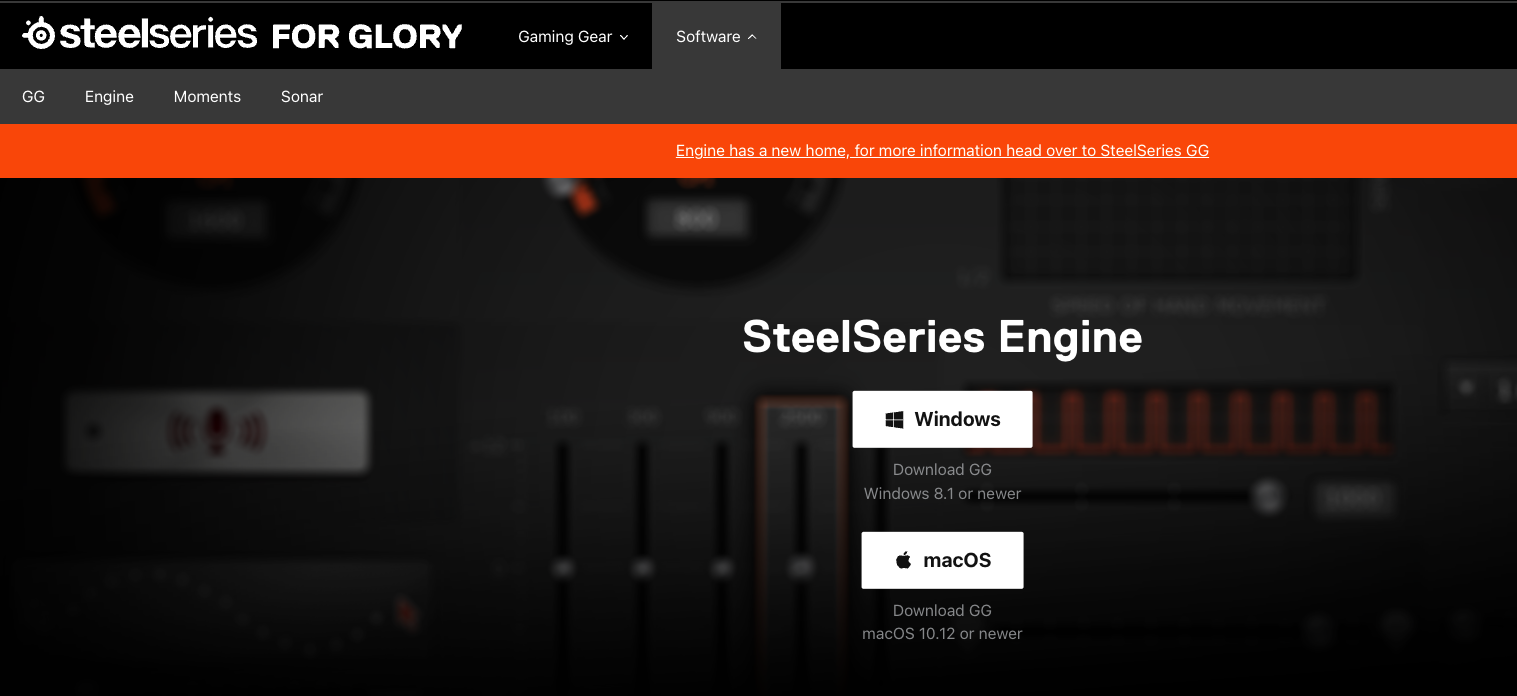 steelseries FOR GLORY
Gaming Gear
Software
GG
Engine
Moments
Sonar
Engine has a new home, for more information head over to SteelSeries GG
SteelSeries Engine
Windows
Download GG
Windows 8.1 or newer
macOS
Download GG
macOS 10.12 or newer